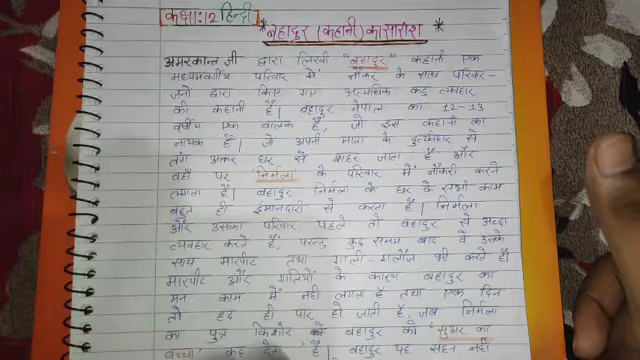 कक्षा:12 हिन्दी
* बहादुर (कहानी) का सारांश *
अमरकान्त जी द्वारा लिखी "बहादुर" कहानी एक
मध्यमवर्गीय परिवार में नौकर के साथ परिवार-
जनो द्वारा किए गए अत्याधिक कटु व्यवहार
की कहानी है। बहादुर नेपाल का 12-13
वर्षीय एक बालक है, जो इस कहानी का
नायक है। जो अपनी माता के दुर्व्यवहार से
तंग आकर घर से शहर जाता है और
वहाँ पर 'निर्मला' के परिवार में नौकरी करने
लगता है। बहादुर निर्मला के घर के सभी काम
बहुत ही ईमानदारी से करता है। निर्मला
और उसका परिवार पहले तो बहादुर से अच्छा
व्यवहार करते हैं, परन्तु कुछ समय बाद वे उसके
साथ मारपीट तथा गाली-गलौज भी करते हैं।
मारपीट और गालियों के कारण बहादुर का
मन काम में नही लगता है तथा एक दिन
तो हद ही पार हो जाती है, जब निर्मला
का पुत्र किशोर बहादुर को 'सुअर का
बच्चा' कह देता है। बहादुर यह सहन नही